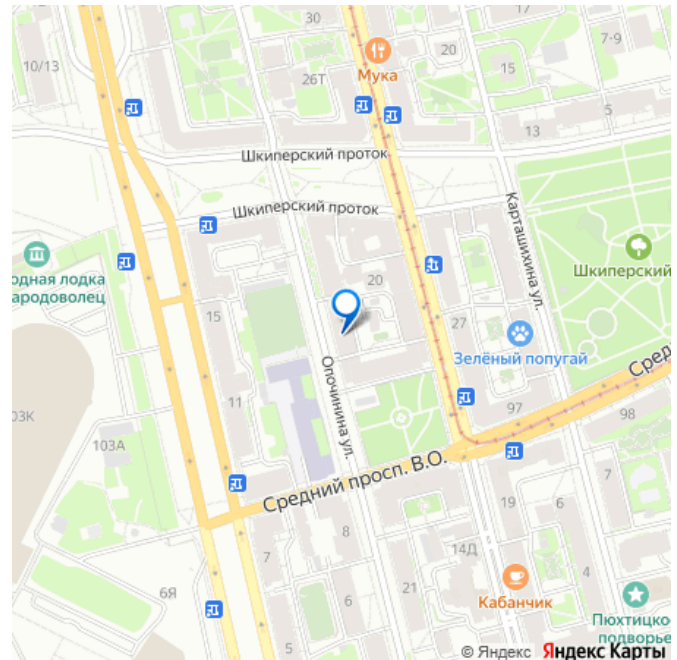 30
20
7-9
10/13
Мука
26Т
15
5
13
Шкиперский проток
Шкиперский проток
Карташихина ул.
одная лодка
ародоволец
Шкиперский
20
15
27
Зелёный попугай
Опочинина ул.
Сред
11
97
98
03К
103А
Средний просп. В.О.
7
19
6
8
7
14Д
6Я
Кабанчик
4
6
21
5
Пюхтицко
подворье
© Яндекс Яндекс Карты